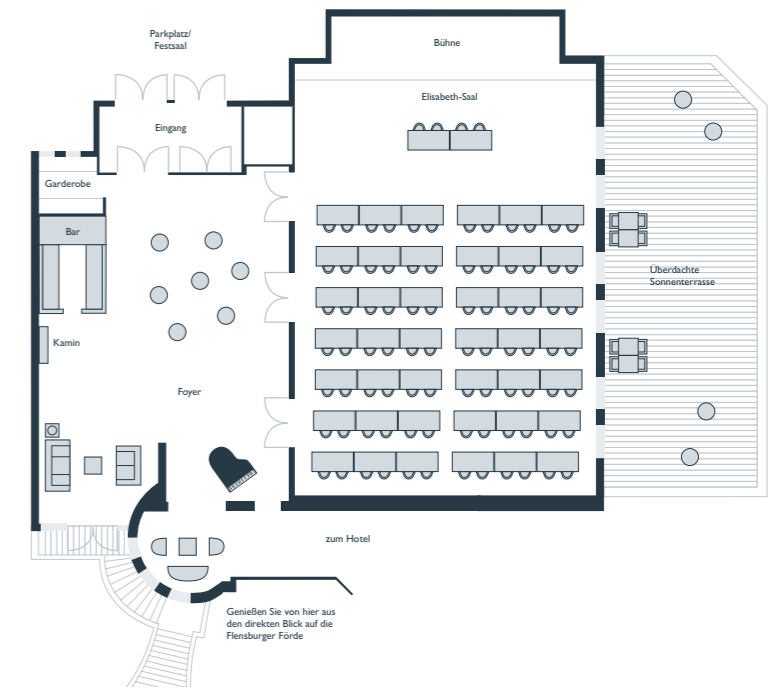 Parkplatz/
Festsaal
Bühne
Elisabeth-Saal
Eingang
Garderobe
Bar
Überdachte
Sonnenterrasse
Kamin
Foyer
zum Hotel
Genießen Sie von hier aus
den direkten Blick auf die
Flensburger Förde